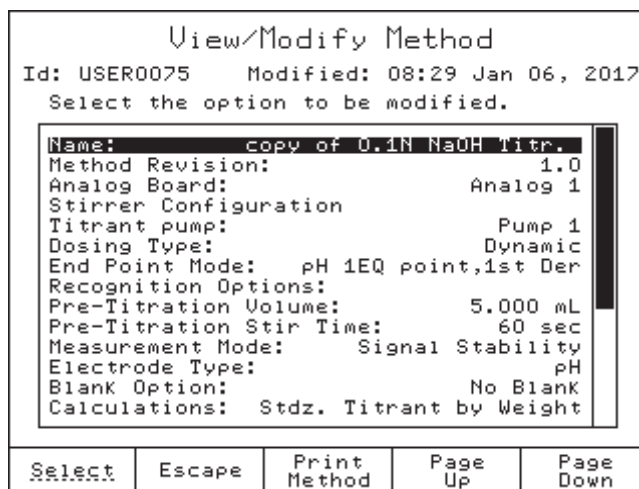 View/Modify Method
Id: USER0075 Modified: 08:29 Jan 06, 2017
Select the option to be modified.
Name: copy of 0.1N NaOH Titr.
Method Revision: 1.0
Analog Board: Analog 1
Stirrer Configuration
Titrant pump: Pump 1
Dosing Type: Dynamic
End Point Mode: pH 1EQ point,1st Der
Recognition Options:
Pre-Titration Volume: 5.000 mL
Pre-Titration Stir Time: 60 sec
Measurement Mode: Signal Stability
Electrode Type: pH
Blank Option: No Blank
Calculations: Stdz. Titrant by Weight
Select Escape Print Method Page Up Page Down